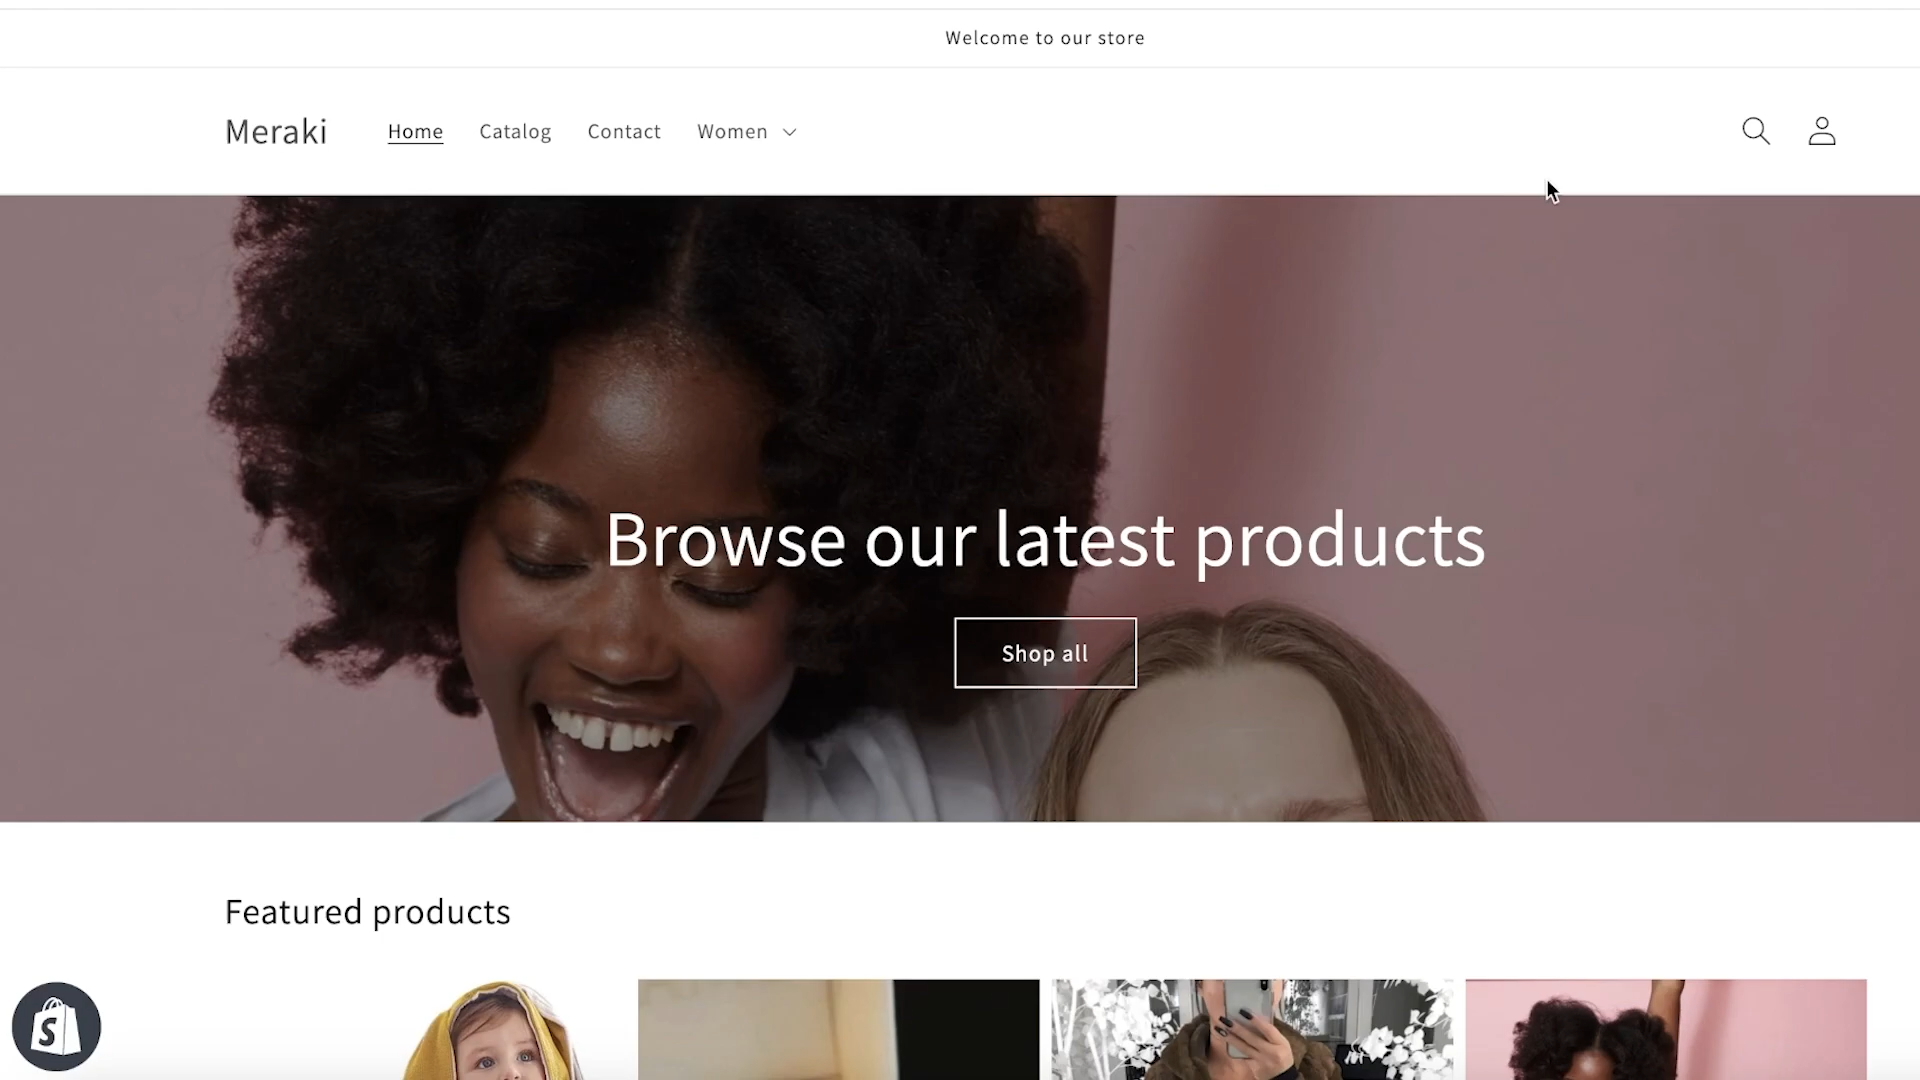 Welcome to our store
Meraki
Home Catalog Contact Women
Browse our latest products
Shop all
Featured products
S